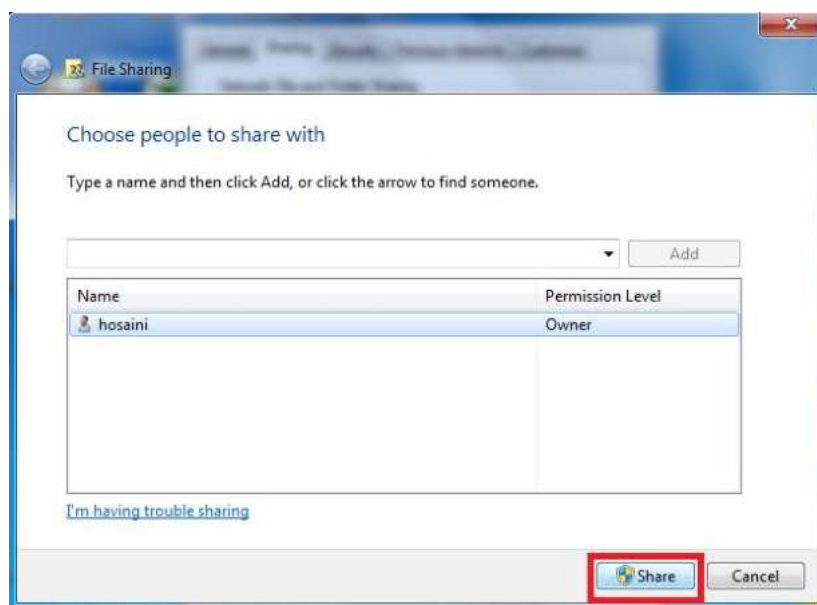 File Sharing
Choose people to share with
Type a name and then click Add, or click the arrow to find someone.
Add
Name Permission Level
hosaini Owner
I'm having trouble sharing
Share Cancel